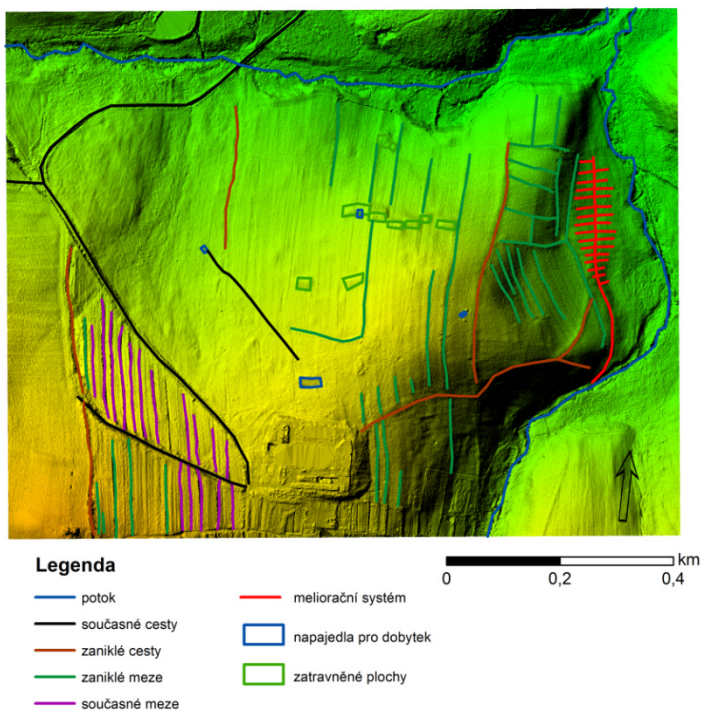 Legenda
potok
současné cesty
zaniklé cesty
zaniklé meze
současné meze
meliorační systém
napajedla pro dobytek
zatravněné plochy
km
0 0,2 0,4